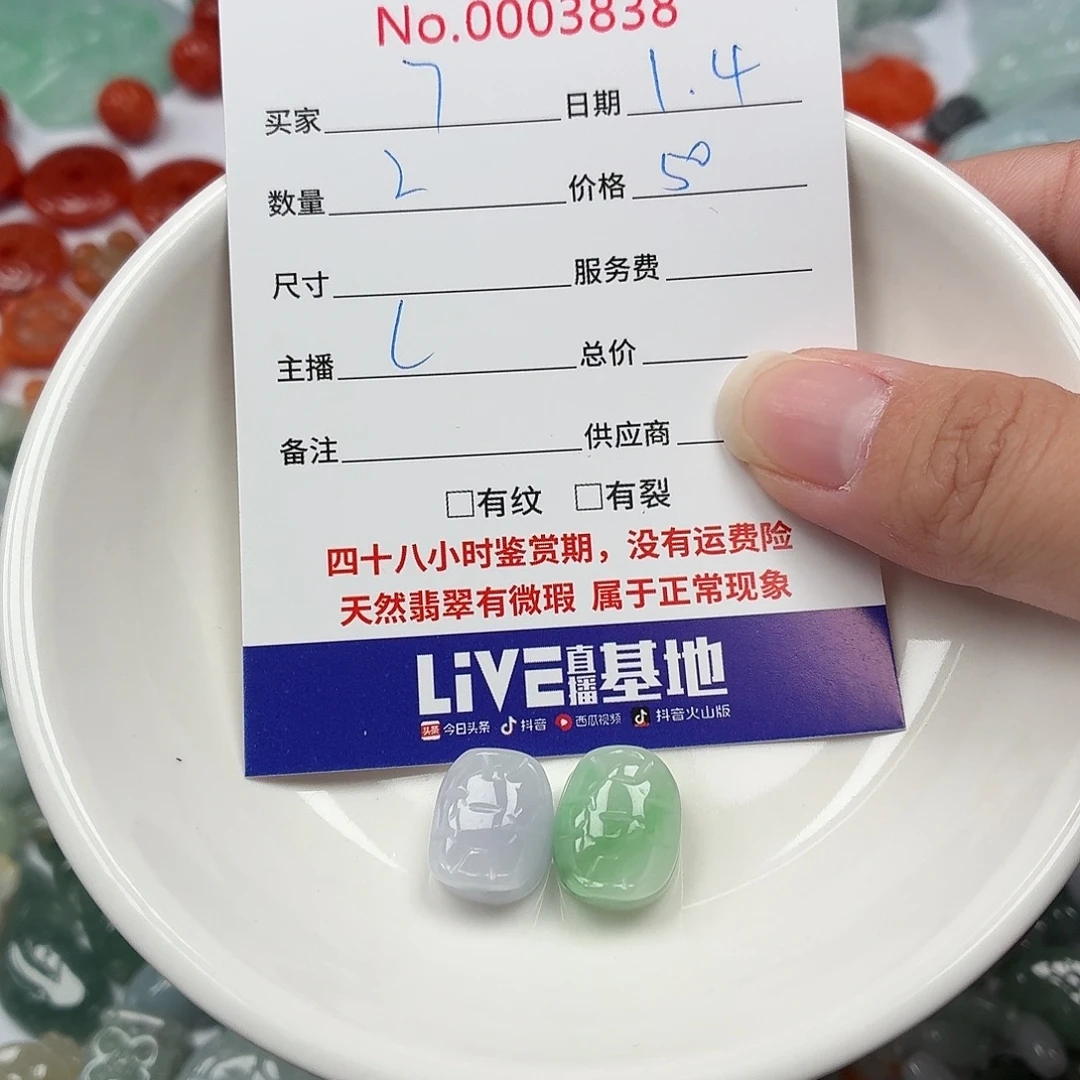 No.0003838
买家 7 日期 1.4
数量 2 价格 50
尺寸 服务费
主播 L 总价
备注 供应商
□有纹 □有裂
四十八小时鉴赏期，没有运费险
天然翡翠有微瑕 属于正常现象
LiVE直播基地
头条 今日头条 抖音 西瓜视频 抖音火山版